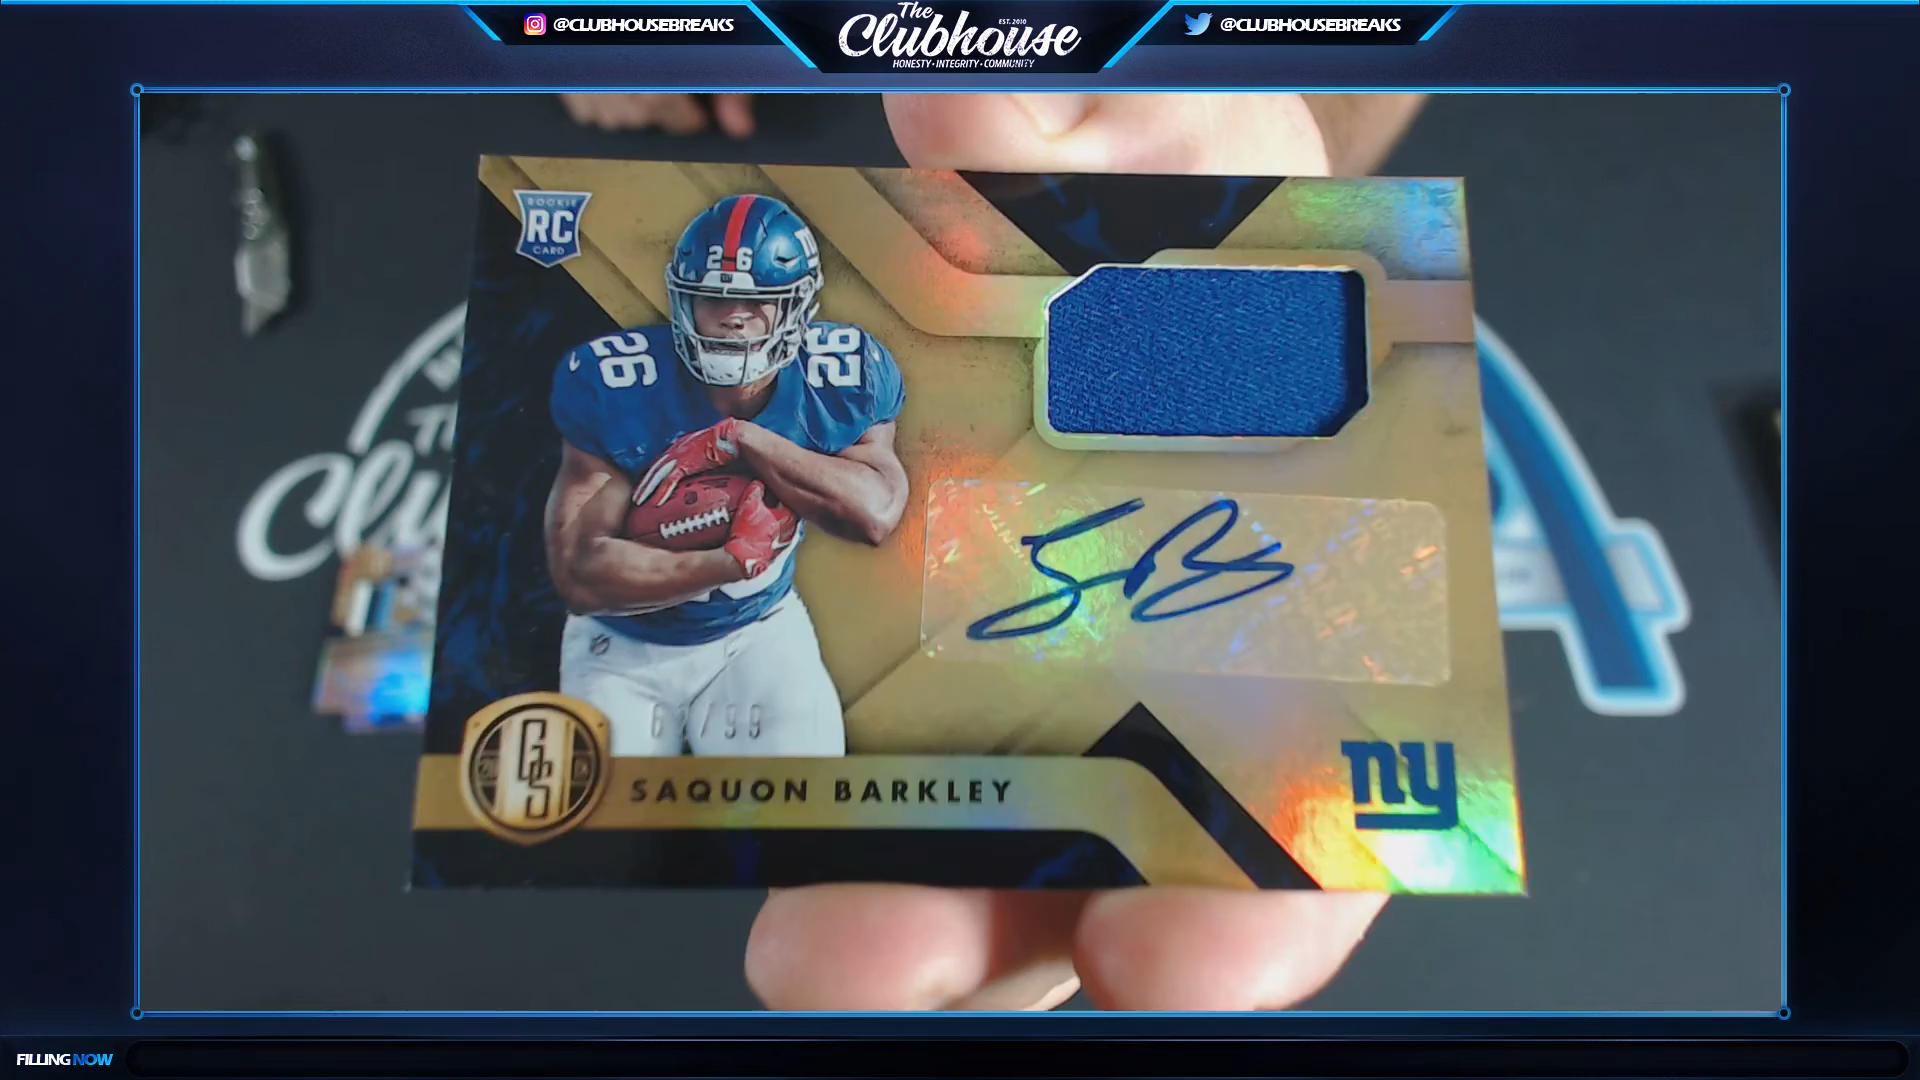 The
Clubhouse
EST. 2010
HONESTY • INTEGRITY • COMMUNITY
@CLUBHOUSEBREAKS
@CLUBHOUSEBREAKS
ROOKIE
RC
CARD
26
26
26
ny
GS
SAQUON BARKLEY
FILLING NOW